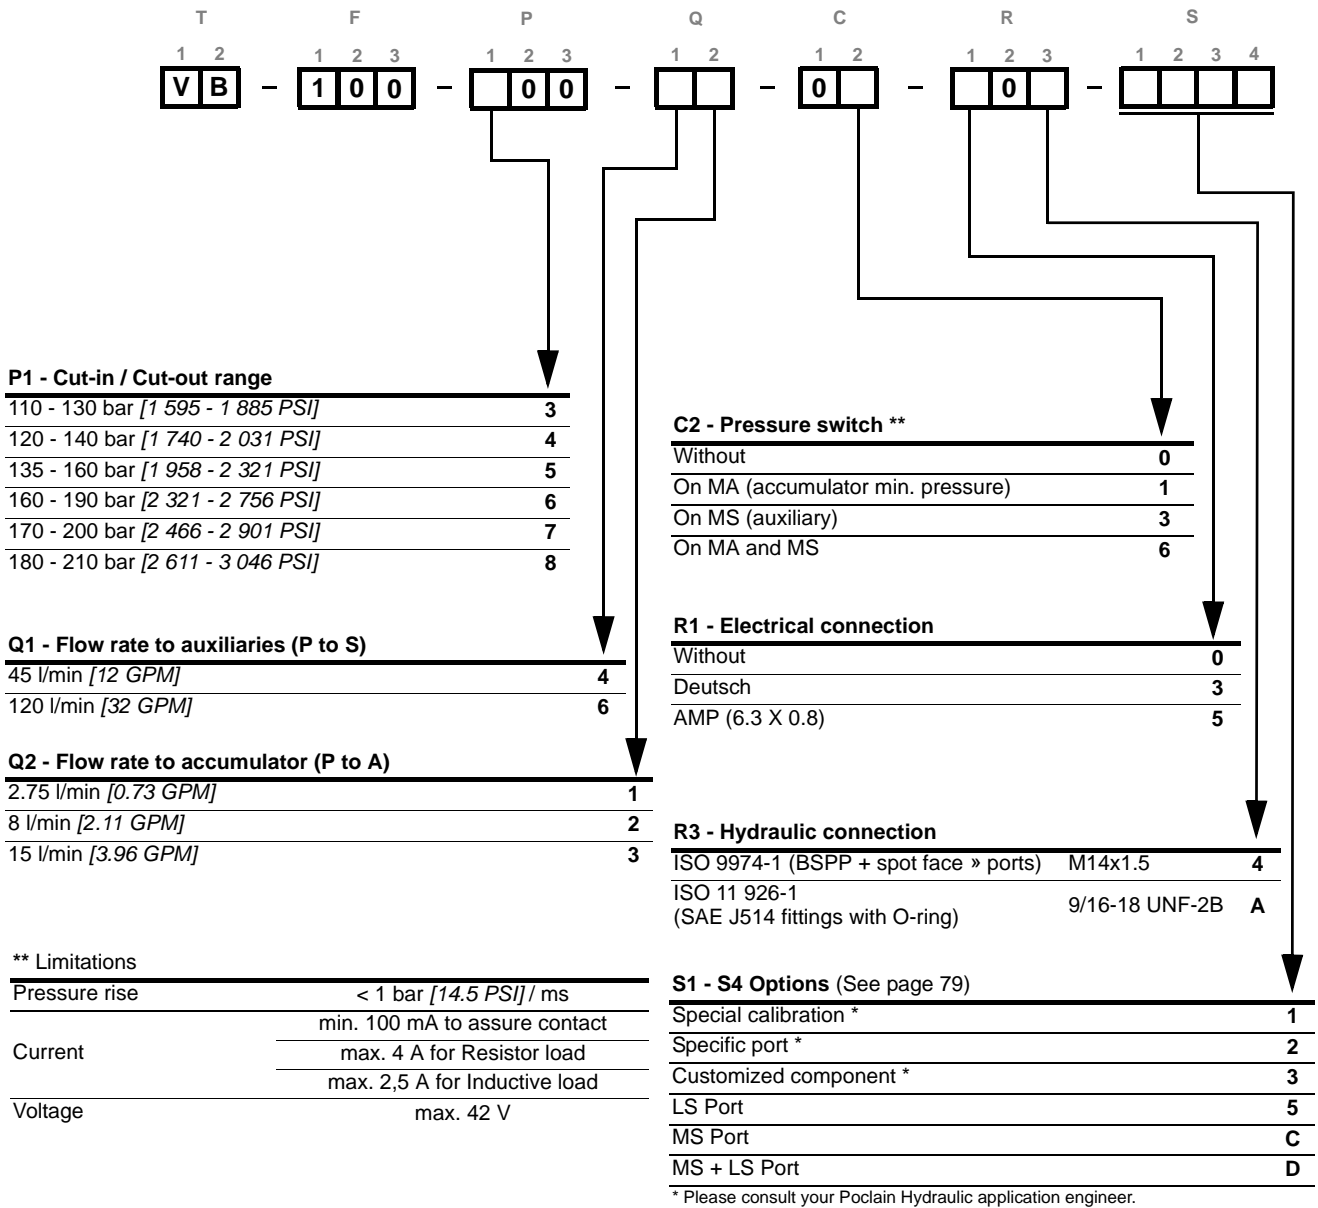 T F P Q C R S
1 2 1 2 3 1 2 3 1 2 1 2 1 2 3 1 2 3 4
V B - 1 0 0 - 0 0 - - 0 - 0 -
P1 - Cut-in / Cut-out range
110 - 130 bar [1 595 - 1 885 PSI] 3
120 - 140 bar [1 740 - 2 031 PSI] 4
135 - 160 bar [1 958 - 2 321 PSI] 5
160 - 190 bar [2 321 - 2 756 PSI] 6
170 - 200 bar [2 466 - 2 901 PSI] 7
180 - 210 bar [2 611 - 3 046 PSI] 8
Q1 - Flow rate to auxiliaries (P to S)
45 l/min [12 GPM] 4
120 l/min [32 GPM] 6
Q2 - Flow rate to accumulator (P to A)
2.75 l/min [0.73 GPM] 1
8 l/min [2.11 GPM] 2
15 l/min [3.96 GPM] 3
** Limitations
Pressure rise < 1 bar [14.5 PSI] / ms
min. 100 mA to assure contact
Current max. 4 A for Resistor load
max. 2,5 A for Inductive load
Voltage max. 42 V
C2 - Pressure switch **
Without 0
On MA (accumulator min. pressure) 1
On MS (auxiliary) 3
On MA and MS 6
R1 - Electrical connection
Without 0
Deutsch 3
AMP (6.3 X 0.8) 5
R3 - Hydraulic connection
ISO 9974-1 (BSPP + spot face » ports) M14x1.5 4
ISO 11 926-1
(SAE J514 fittings with O-ring) 9/16-18 UNF-2B A
S1 - S4 Options (See page 79)
Special calibration * 1
Specific port * 2
Customized component * 3
LS Port 5
MS Port C
MS + LS Port D
* Please consult your Poclain Hydraulic application engineer.